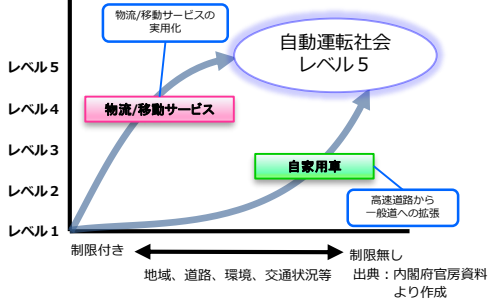 物流/移動サービスの
実用化
自動運転社会
レベル5
レベル5
レベル4
レベル3
レベル2
レベル1
物流/移動サービス
自家用車
高速道路から
一般道への拡張
制限付き
制限無し
地域、道路、環境、交通状況等
出典：内閣府官房資料
より作成